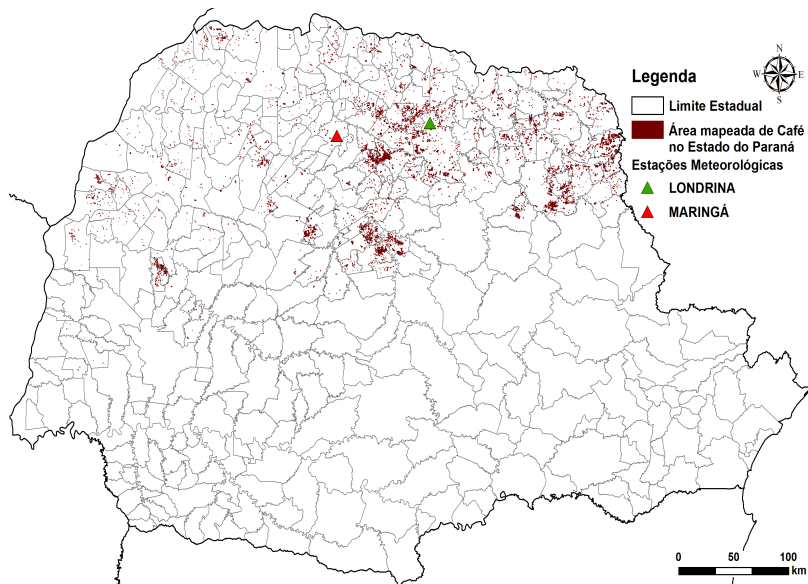 N
W
E
S
Legenda
Limite Estadual
Área mapeada de Café
no Estado do Paraná
Estações Meteorológicas
LONDRINA
MARINGÁ
0 50 100
km